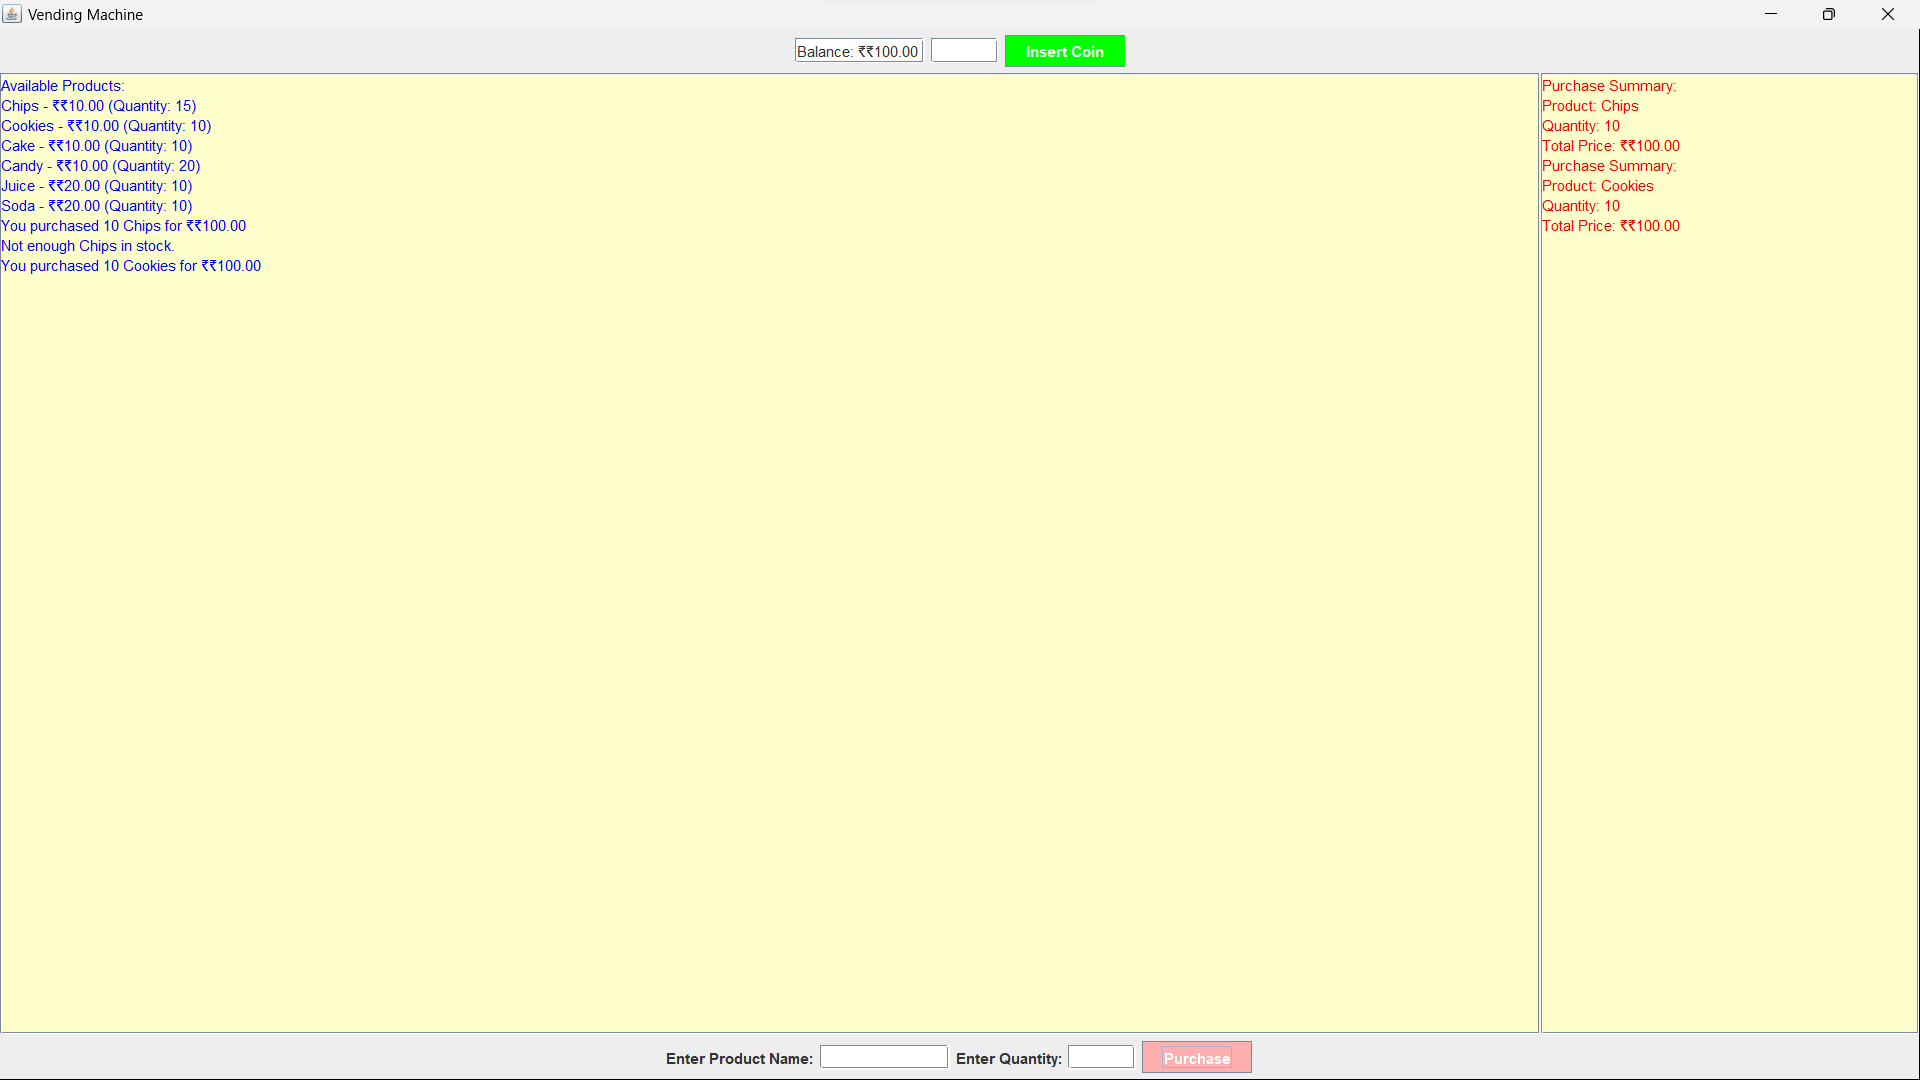 Vending Machine
Balance: ₹₹100.00 Insert Coin
Available Products:
Chips - ₹₹10.00 (Quantity: 15)
Cookies - ₹₹10.00 (Quantity: 10)
Cake - ₹₹10.00 (Quantity: 10)
Candy - ₹₹10.00 (Quantity: 20)
Juice - ₹₹20.00 (Quantity: 10)
Soda - ₹₹20.00 (Quantity: 10)
You purchased 10 Chips for ₹₹100.00
Not enough Chips in stock.
You purchased 10 Cookies for ₹₹100.00
Purchase Summary:
Product: Chips
Quantity: 10
Total Price: ₹₹100.00
Purchase Summary:
Product: Cookies
Quantity: 10
Total Price: ₹₹100.00
Enter Product Name: Enter Quantity: Purchase